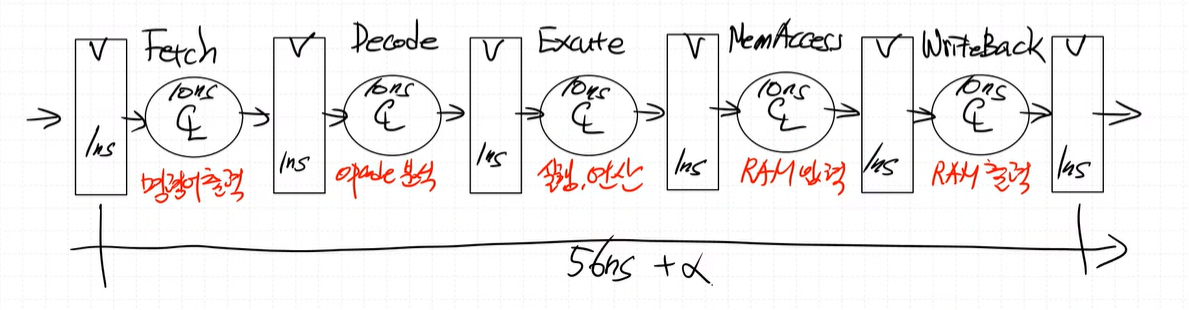 Fetch
Decode
Excute
MemAccess
WriteBack
10ns
CL
10ns
CL
10ns
CL
10ns
CL
10ns
CL
1ns
1ns
1ns
1ns
1ns
1ns
명령어 출력
opcode 분석
실행, 연산
RAM 입력
RAM 출력
56ns + α